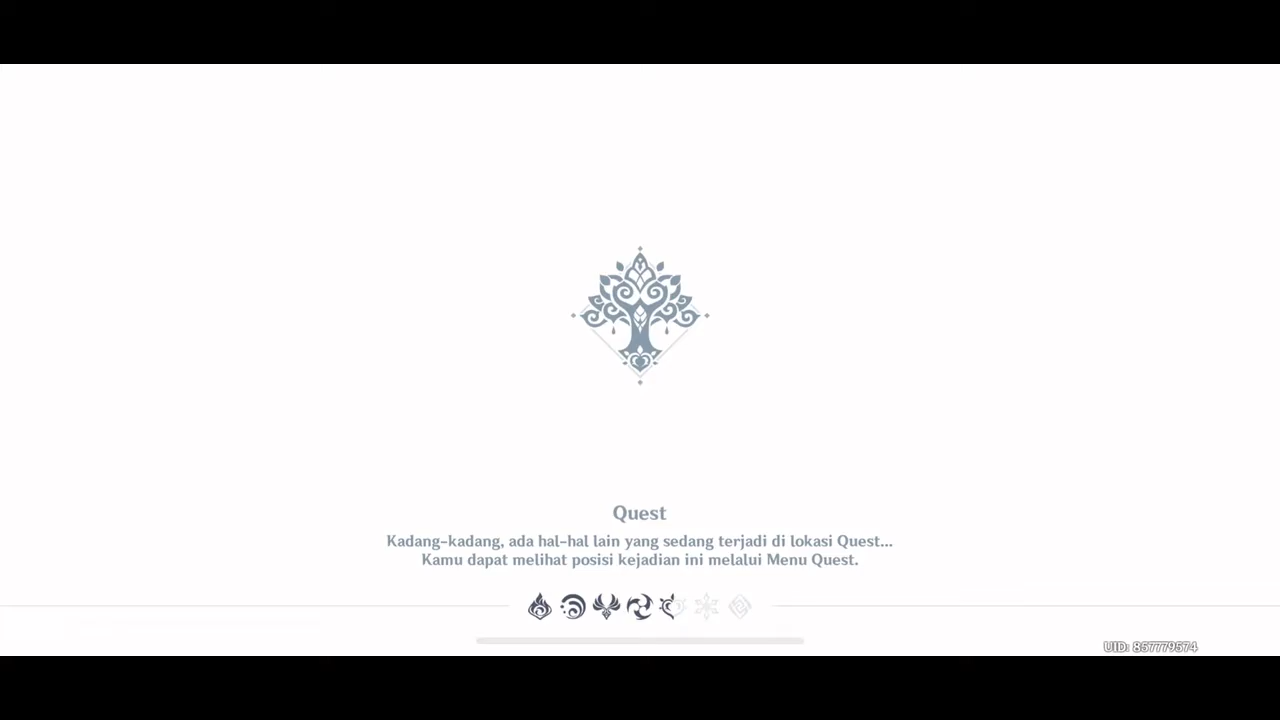 Quest
Kadang-kadang, ada hal-hal lain yang sedang terjadi di lokasi Quest...
Kamu dapat melihat posisi kejadian ini melalui Menu Quest.
UID: 857779574